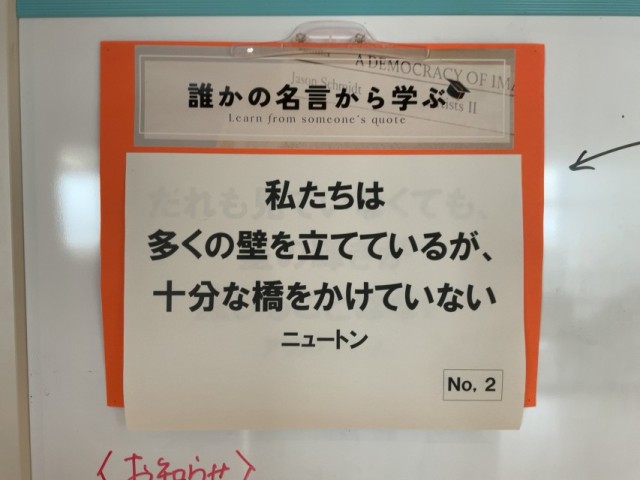 A DEMOCRACY OF IM
Jason Schmidt
sts II
誰かの名言から学ぶ
Learn from someone's quote
私たちは
多くの壁を立てているが、
十分な橋をかけていない
ニュートン
No. 2
〈お知らせ〉